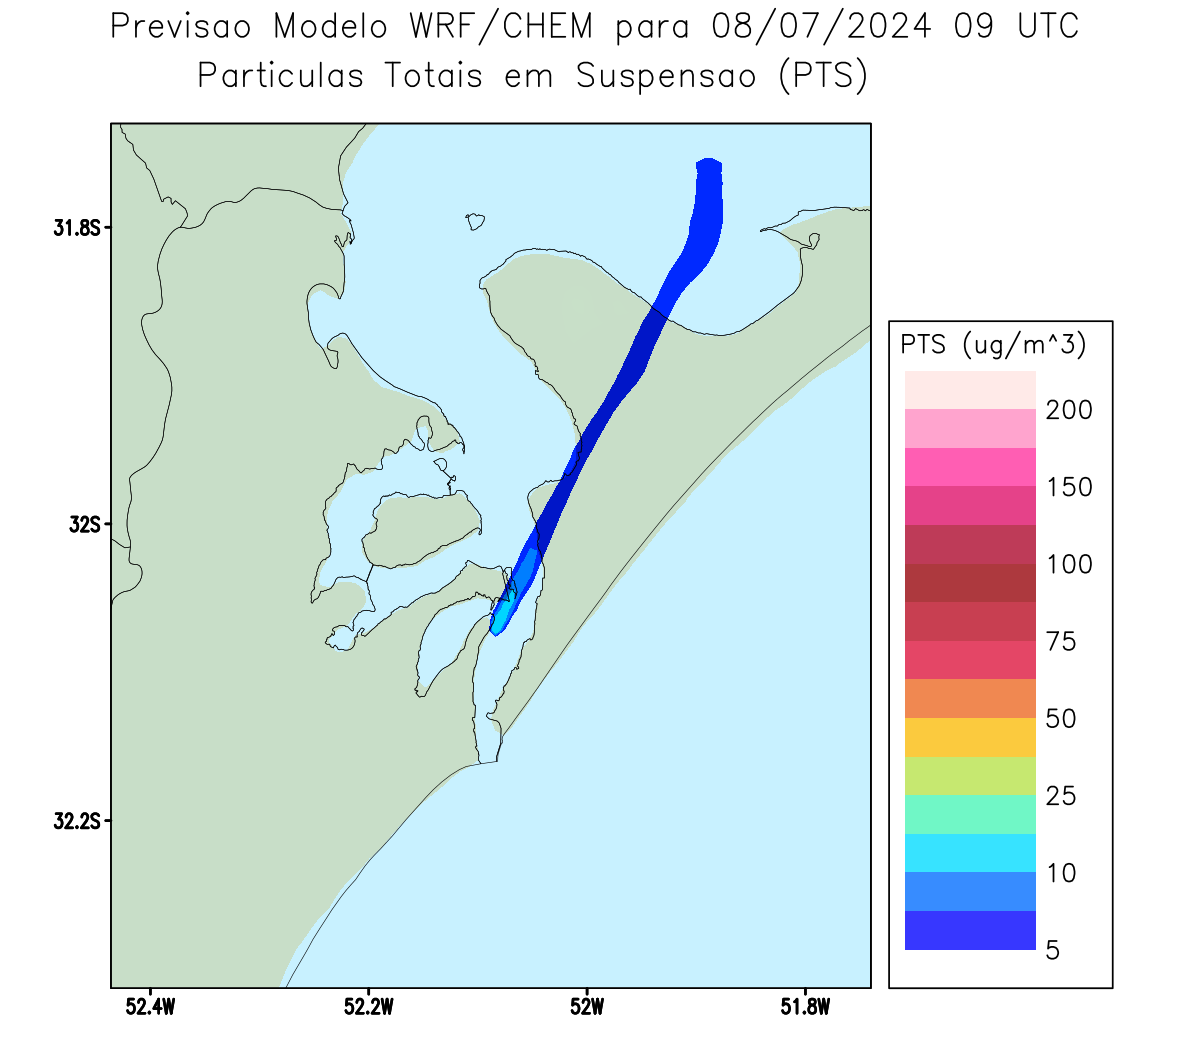 Previsao Modelo WRF/CHEM para 08/07/2024 09 UTC
Particulas Totais em Suspensao (PTS)
31.8S
32S
32.2S
52.4W
52.2W
52W
51.8W
PTS (ug/m^3)
200
150
100
75
50
25
10
5